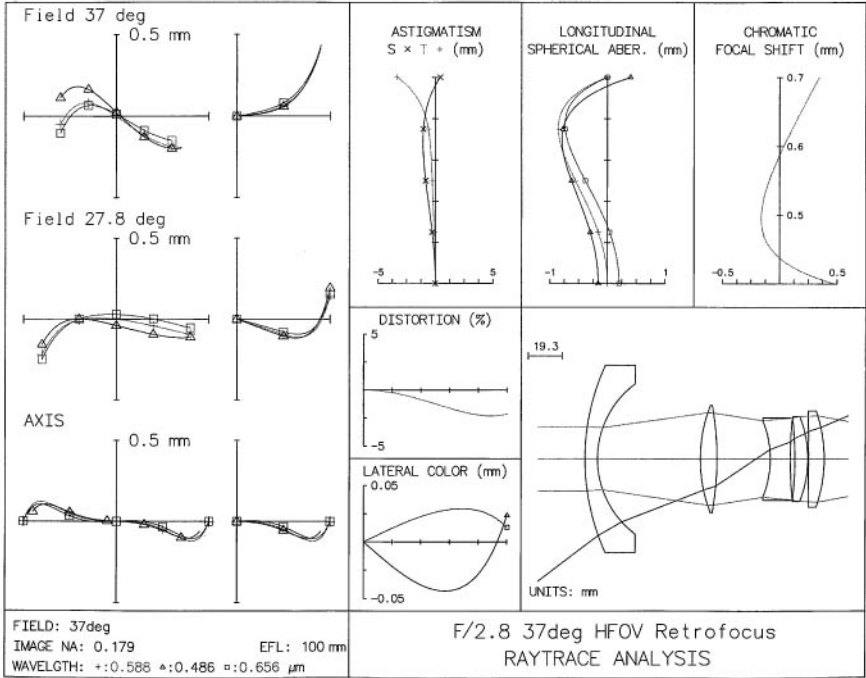 Field 37 deg
0.5 mm
Field 27.8 deg
0.5 mm
AXIS
0.5 mm
ASTIGMATISM
S × T + (mm)
-5
5
LONGITUDINAL
SPHERICAL ABER. (mm)
-1
1
CHROMATIC
FOCAL SHIFT (mm)
0.7
0.6
0.5
-0.5
0.5
DISTORTION (%)
5
-5
LATERAL COLOR (mm)
0.05
-0.05
19.3
UNITS: mm
FIELD: 37deg
IMAGE NA: 0.179 EFL: 100 mm
WAVELGTH: +:0.588 ▵:0.486 ▫:0.656 µm
F/2.8 37deg HFOV Retrofocus
RAYTRACE ANALYSIS